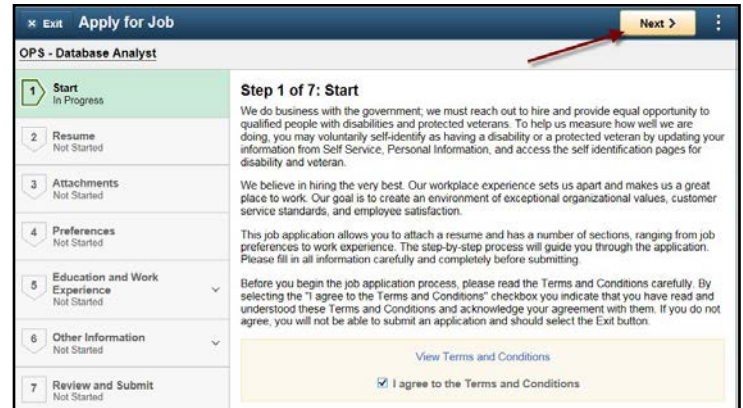 × Exit Apply for Job
Next >
OPS - Database Analyst
1 Start
In Progress
2 Resume
Not Started
3 Attachments
Not Started
4 Preferences
Not Started
5 Education and Work
Experience
Not Started
6 Other Information
Not Started
7 Review and Submit
Not Started
Step 1 of 7: Start
We do business with the government; we must reach out to hire and provide equal opportunity to
qualified people with disabilities and protected veterans. To help us measure how well we are
doing, you may voluntarily self-identify as having a disability or a protected veteran by updating your
information from Self Service, Personal Information, and access the self identification pages for
disability and veteran.
We believe in hiring the very best. Our workplace experience sets us apart and makes us a great
place to work. Our goal is to create an environment of exceptional organizational values, customer
service standards, and employee satisfaction.
This job application allows you to attach a resume and has a number of sections, ranging from job
preferences to work experience. The step-by-step process will guide you through the application.
Please fill in all information carefully and completely before submitting.
Before you begin the job application process, please read the Terms and Conditions carefully. By
selecting the "I agree to the Terms and Conditions" checkbox you indicate that you have read and
understood these Terms and Conditions and acknowledge your agreement with them. If you do not
agree, you will not be able to submit an application and should select the Exit button.
View Terms and Conditions
I agree to the Terms and Conditions